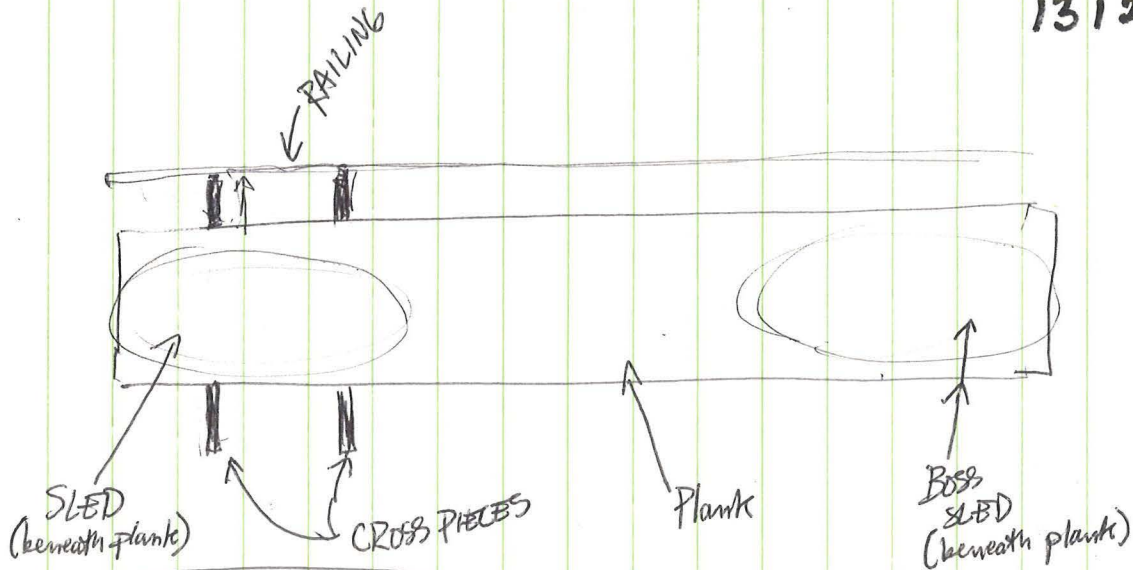 1312
RAILING
SLED
(beneath plank)
CROSS PIECES
Plank
BOSS
SLED
(beneath plank)